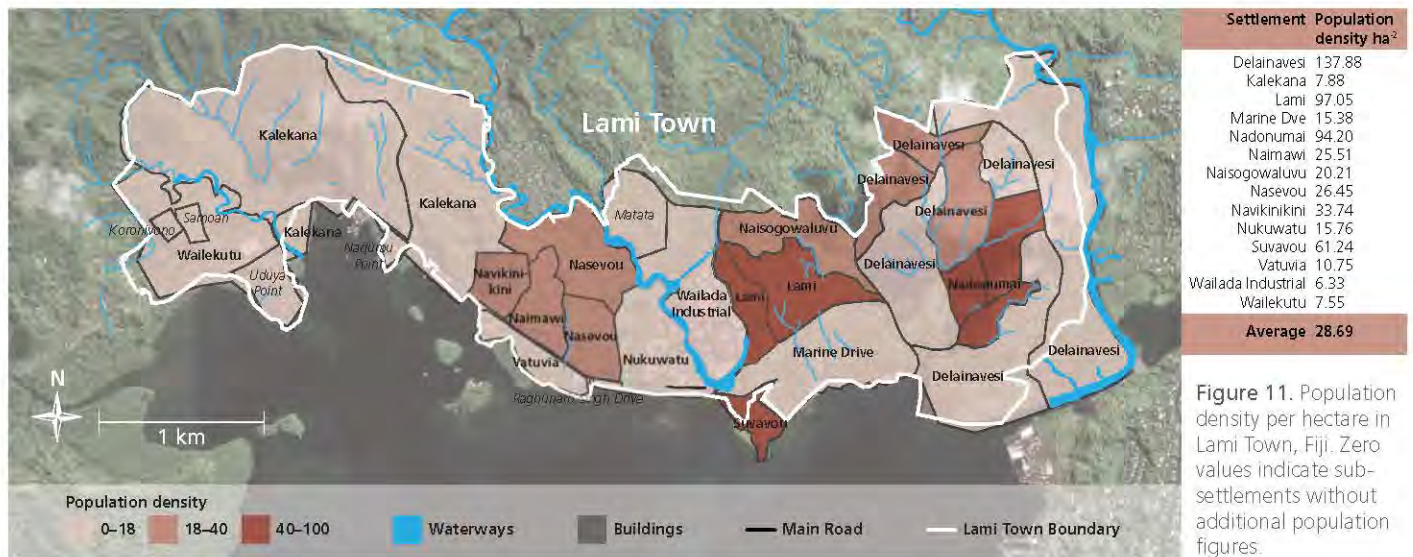 Lami Town
Kalekana
Kalekana
Kalekana
Samoan
Koronivono
Wailekutu
Uduya
Point
Naduruu
Point
Matata
Navikini-
kini
Nasevou
Naimawi
Nasevou
Vatuvia
Nukuwatu
Wailada
Industrial
Naisogowaluvu
Lami
Lami
Marine Drive
Suvavou
Delainavesi
Delainavesi
Delainavesi
Delainavesi
Delainavesi
Nadonumai
Delainavesi
Delainavesi
N
1 km
Population density
0–18
18–40
40–100
Waterways
Buildings
Main Road
Lami Town Boundary
Settlement Population
density ha-2
Delainavesi 137.88
Kalekana 7.88
Lami 97.05
Marine Dve 15.38
Nadonumai 94.20
Naimawi 25.51
Naisogowaluvu 20.21
Nasevou 26.45
Navikinikini 33.74
Nukuwatu 15.76
Suvavou 61.24
Vatuvia 10.75
Wailada Industrial 6.33
Wailekutu 7.55
Average 28.69
Figure 11. Population
density per hectare in
Lami Town, Fiji. Zero
values indicate sub-
settlements without
additional population
figures.